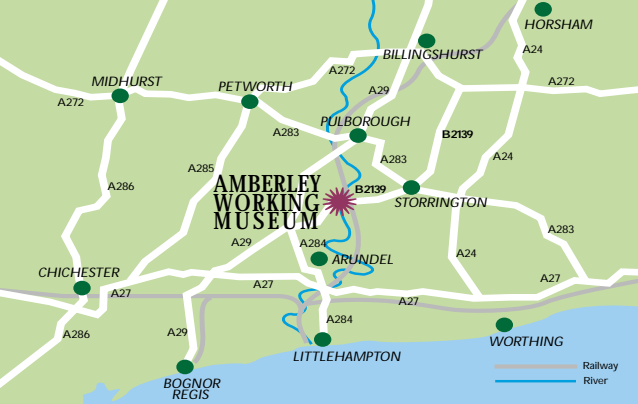 HORSHAM
A24
BILLINGSHURST
A272
MIDHURST
PETWORTH
A272
A29
A272
PULBOROUGH
A283
B2139
A283
A24
A285
A286
AMBERLEY
WORKING
MUSEUM
B2139
STORRINGTON
A29
A284
A283
ARUNDEL
A24
CHICHESTER
A27
A27
A27
A27
A284
A29
A286
LITTLEHAMPTON
WORTHING
BOGNOR
REGIS
Railway
River